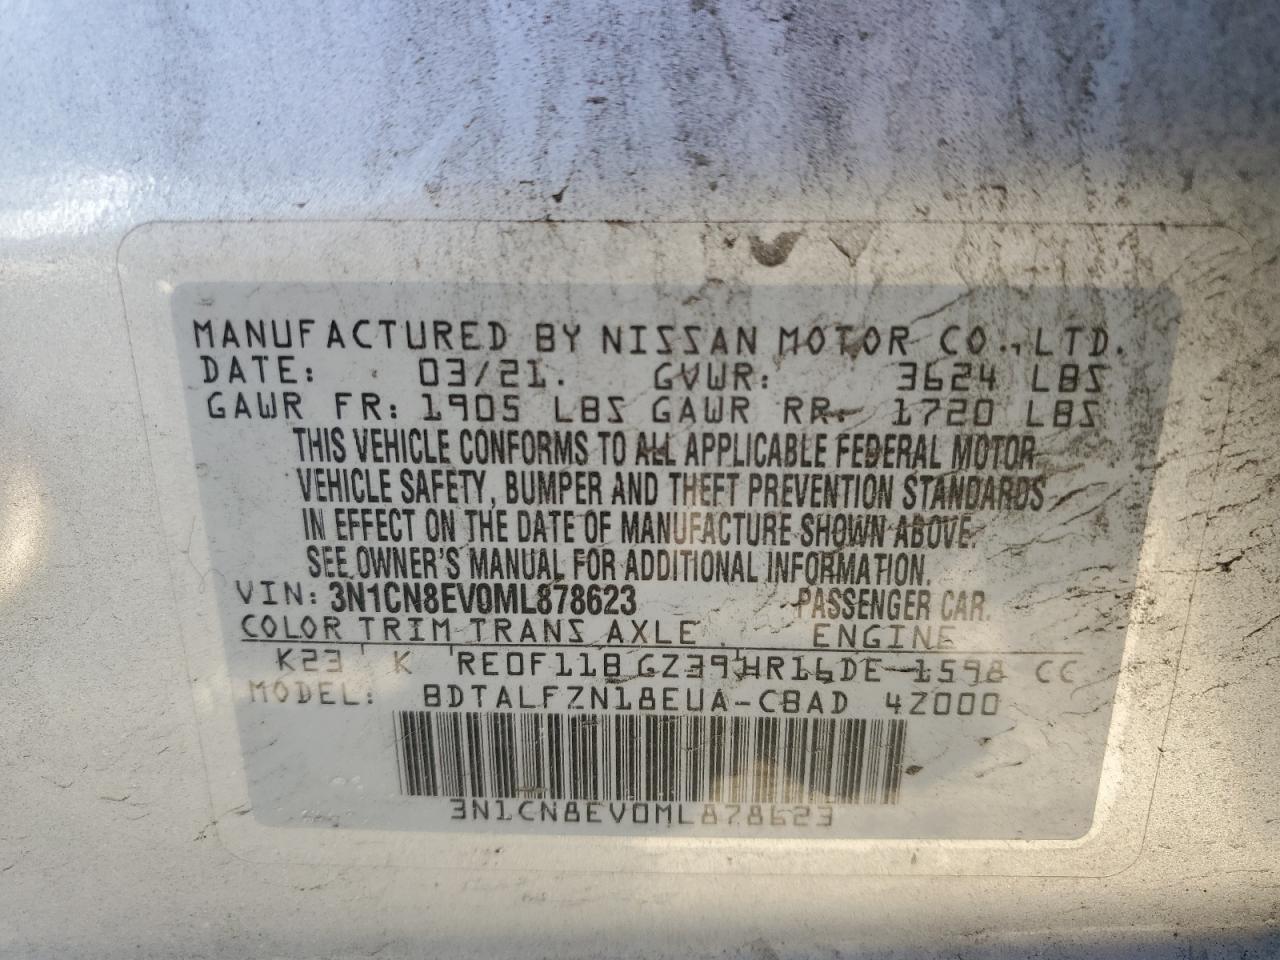 MANUFACTURED BY NISSAN MOTOR CO., LTD.
DATE: 03/21. GVWR: 3624 LBS
GAWR FR: 1905 LBS GAWR RR: 1720 LBS
THIS VEHICLE CONFORMS TO ALL APPLICABLE FEDERAL MOTOR
VEHICLE SAFETY, BUMPER AND THEFT PREVENTION STANDARDS
IN EFFECT ON THE DATE OF MANUFACTURE SHOWN ABOVE.
SEE OWNER'S MANUAL FOR ADDITIONAL INFORMATION.
VIN: 3N1CN8EV0ML878623 PASSENGER CAR.
COLOR TRIM TRANS AXLE ENGINE
K23 K RE0F11B GZ39 HR16DE 1598 CC
MODEL: BDTALFZN18EUA-CBAD 4Z000
3N1CN8EV0ML878623